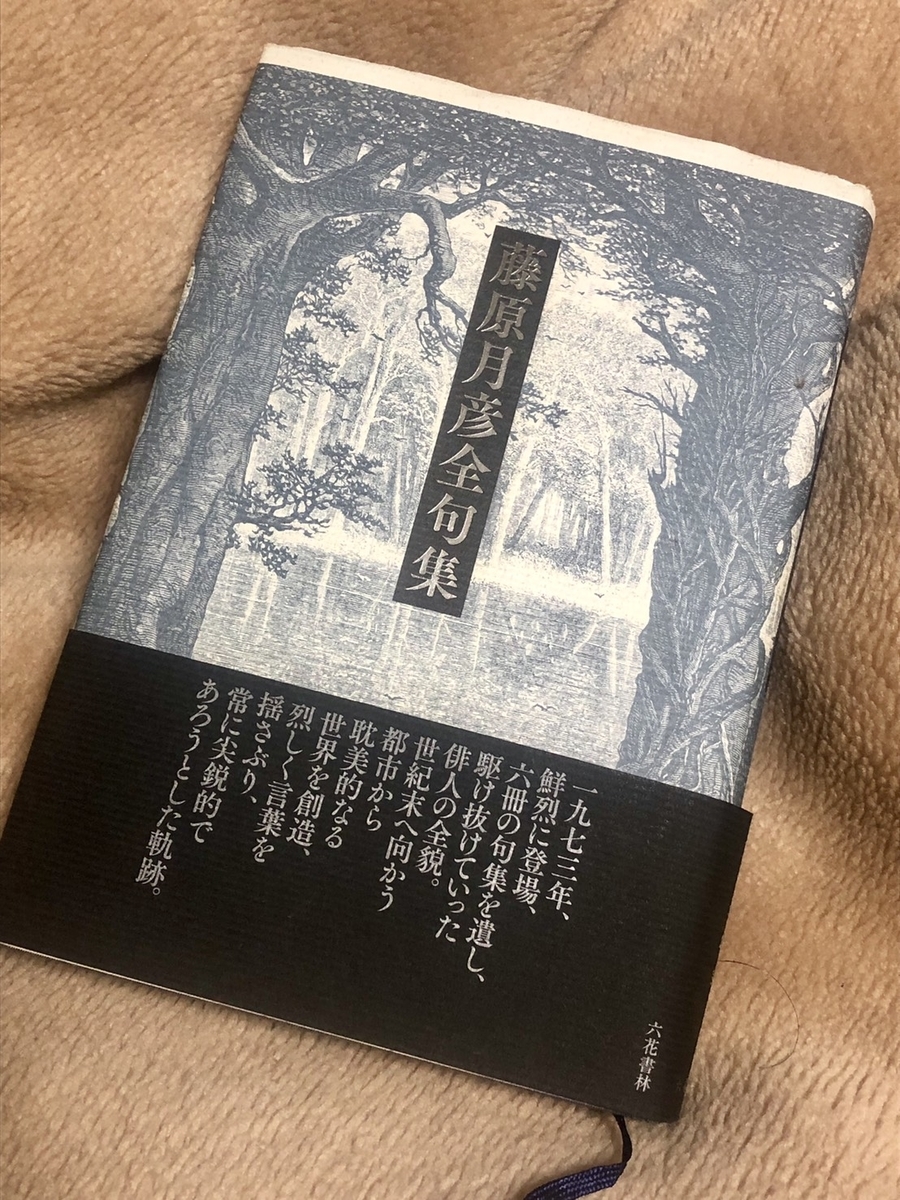 藤原月彦全句集
一九七三年、
鮮烈に登場、
六冊の句集を遺し、
駆け抜けていった
俳人の全貌。
世紀末へ向かう
都市から
耽美的なる
世界を創造、
烈しく言葉を
揺さぶり、
常に尖鋭的で
あろうとした軌跡。
六花書林